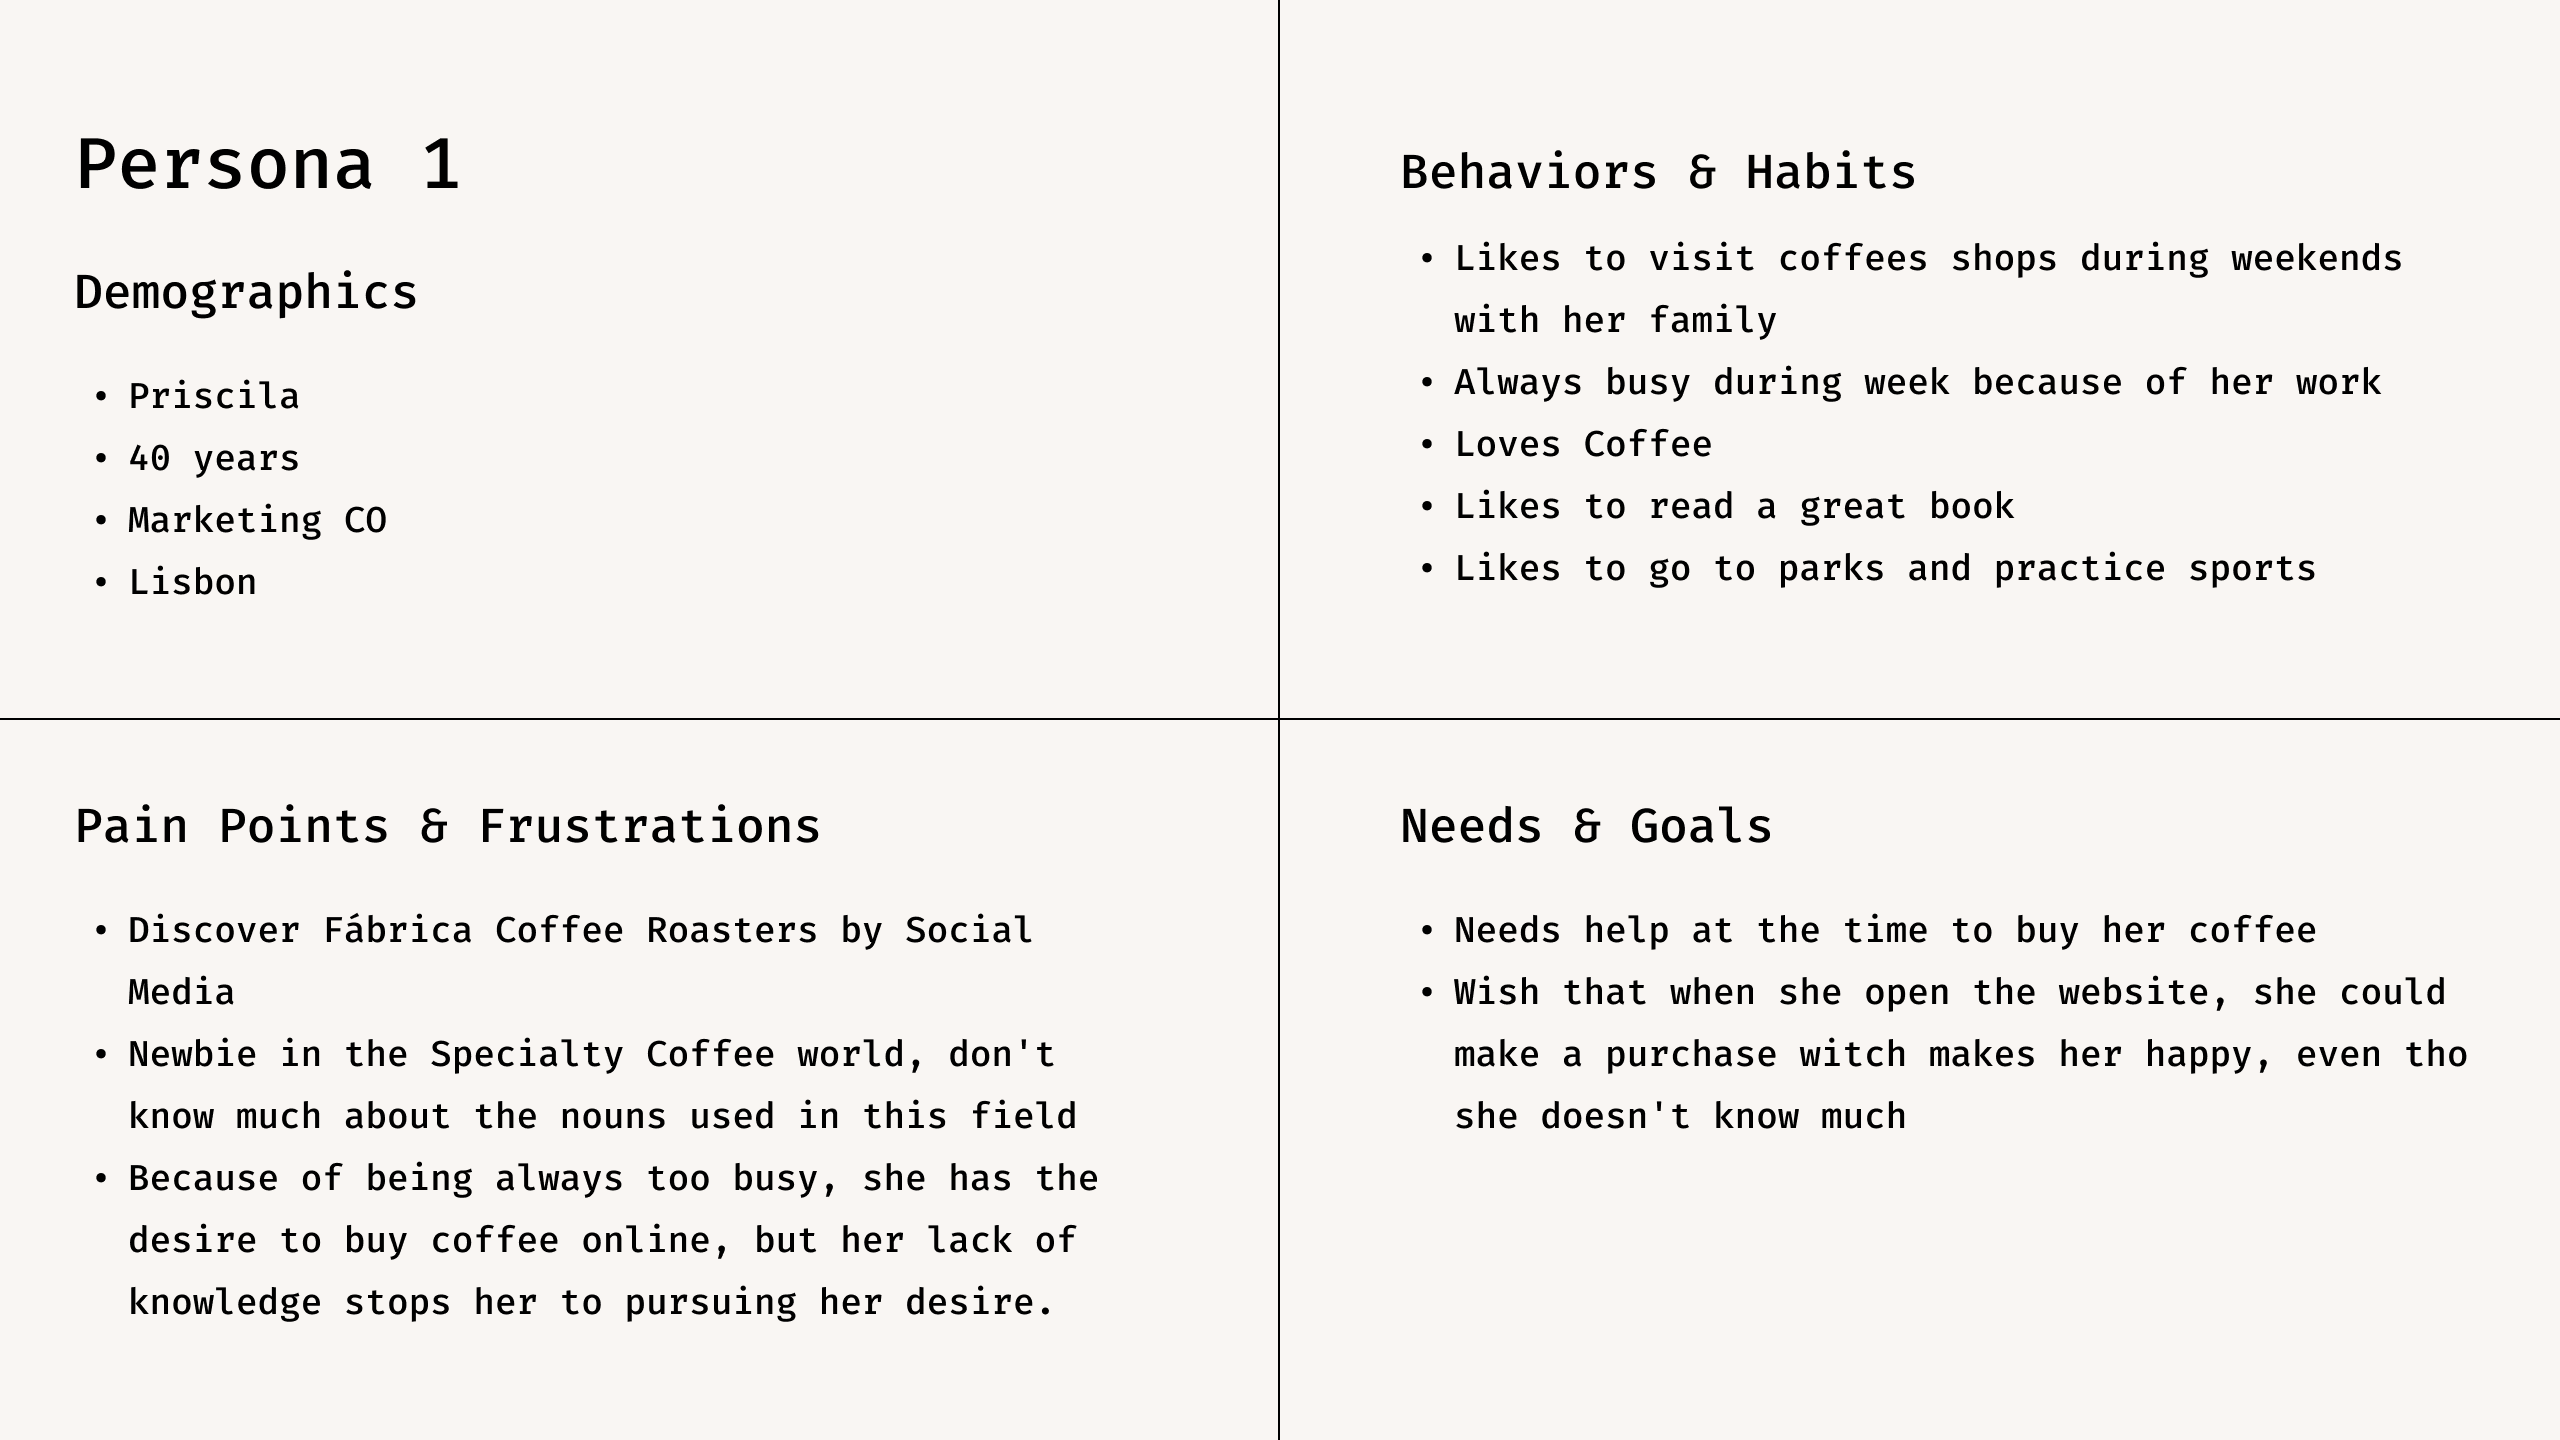 Persona 1
Demographics
• Priscila
• 40 years
• Marketing CO
• Lisbon
Behaviors & Habits
• Likes to visit coffees shops during weekends
with her family
• Always busy during week because of her work
• Loves Coffee
• Likes to read a great book
• Likes to go to parks and practice sports
Pain Points & Frustrations
• Discover Fábrica Coffee Roasters by Social
Media
• Newbie in the Specialty Coffee world, don't
know much about the nouns used in this field
• Because of being always too busy, she has the
desire to buy coffee online, but her lack of
knowledge stops her to pursuing her desire.
Needs & Goals
• Needs help at the time to buy her coffee
• Wish that when she open the website, she could
make a purchase witch makes her happy, even tho
she doesn't know much